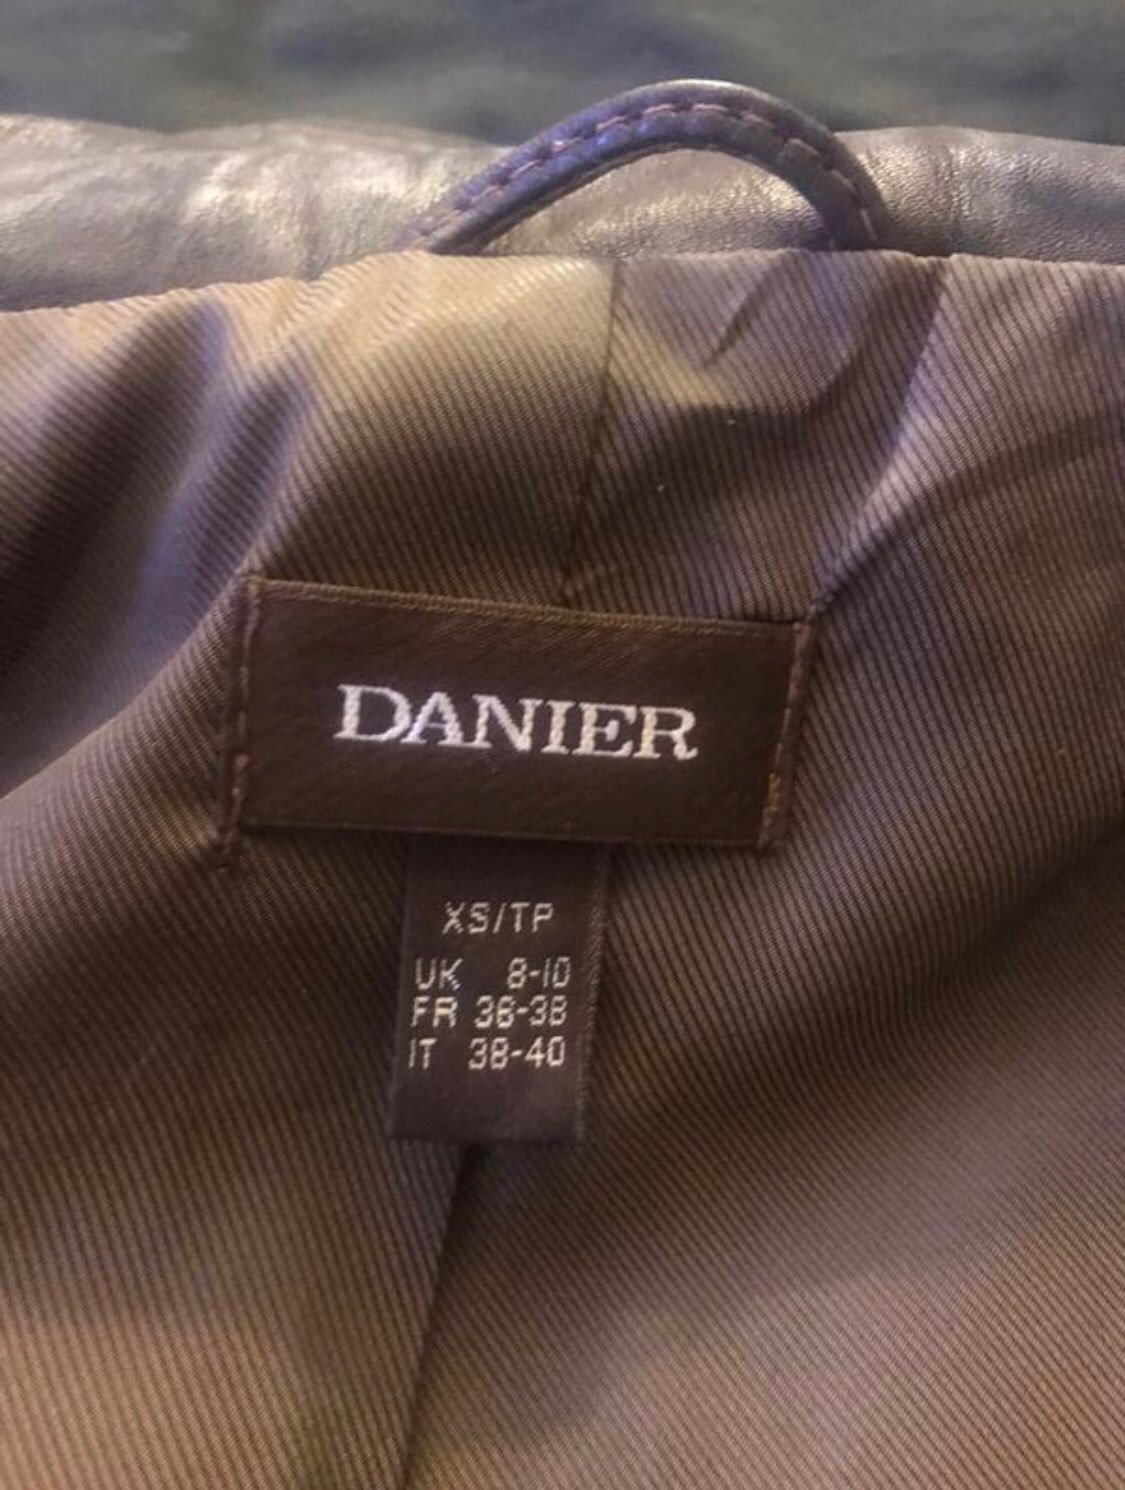 DANIER
XS/TP
UK 8-10
FR 36-38
IT 38-40